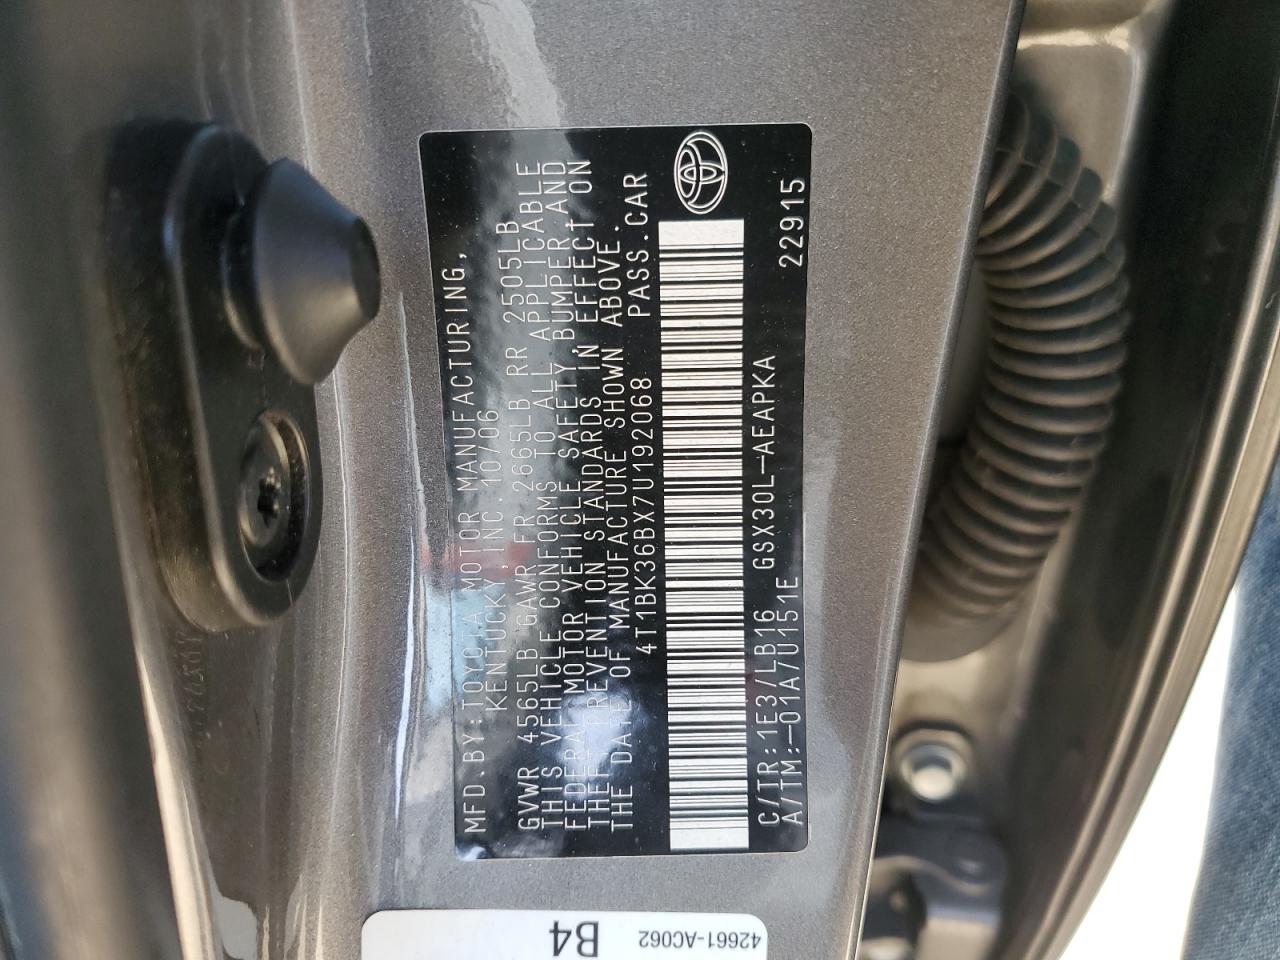 MFD.BY:TOYOTA MOTOR MANUFACTURING,
KENTUCKY,INC.10/06
GVWR 4565LB GAWR FR 2665LB RR 2505LB
THIS VEHICLE CONFORMS TO ALL APPLICABLE
FEDERAL MOTOR VEHICLE SAFETY,BUMPER,AND
THEFT PREVENTION STANDARDS IN EFFECT ON
THE DATE OF MANUFACTURE SHOWN ABOVE.
4T1BK36BX7U192068 PASS.CAR
C/TR:1E3/LB16 GSX30L-AEAPKA 22915
A/TM:-01A/U151E
B4
42661-AC062